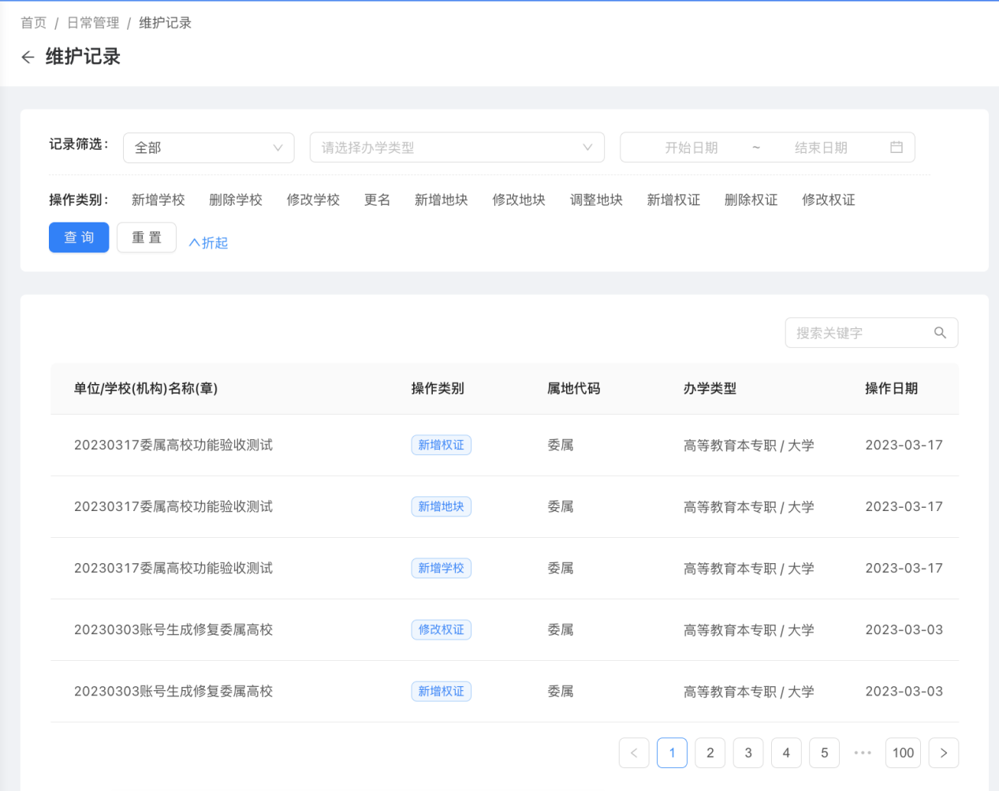 首页 / 日常管理 / 维护记录
维护记录
记录筛选： 全部 请选择办学类型 开始日期 ~ 结束日期
操作类别： 新增学校 删除学校 修改学校 更名 新增地块 修改地块 调整地块 新增权证 删除权证 修改权证
查 询 重 置 折起
搜索关键字
单位/学校(机构)名称(章) 操作类别 属地代码 办学类型 操作日期
20230317委属高校功能验收测试 新增权证 委属 高等教育本专职 / 大学 2023-03-17
20230317委属高校功能验收测试 新增地块 委属 高等教育本专职 / 大学 2023-03-17
20230317委属高校功能验收测试 新增学校 委属 高等教育本专职 / 大学 2023-03-17
20230303账号生成修复委属高校 修改权证 委属 高等教育本专职 / 大学 2023-03-03
20230303账号生成修复委属高校 新增权证 委属 高等教育本专职 / 大学 2023-03-03
< 1 2 3 4 5 ••• 100 >